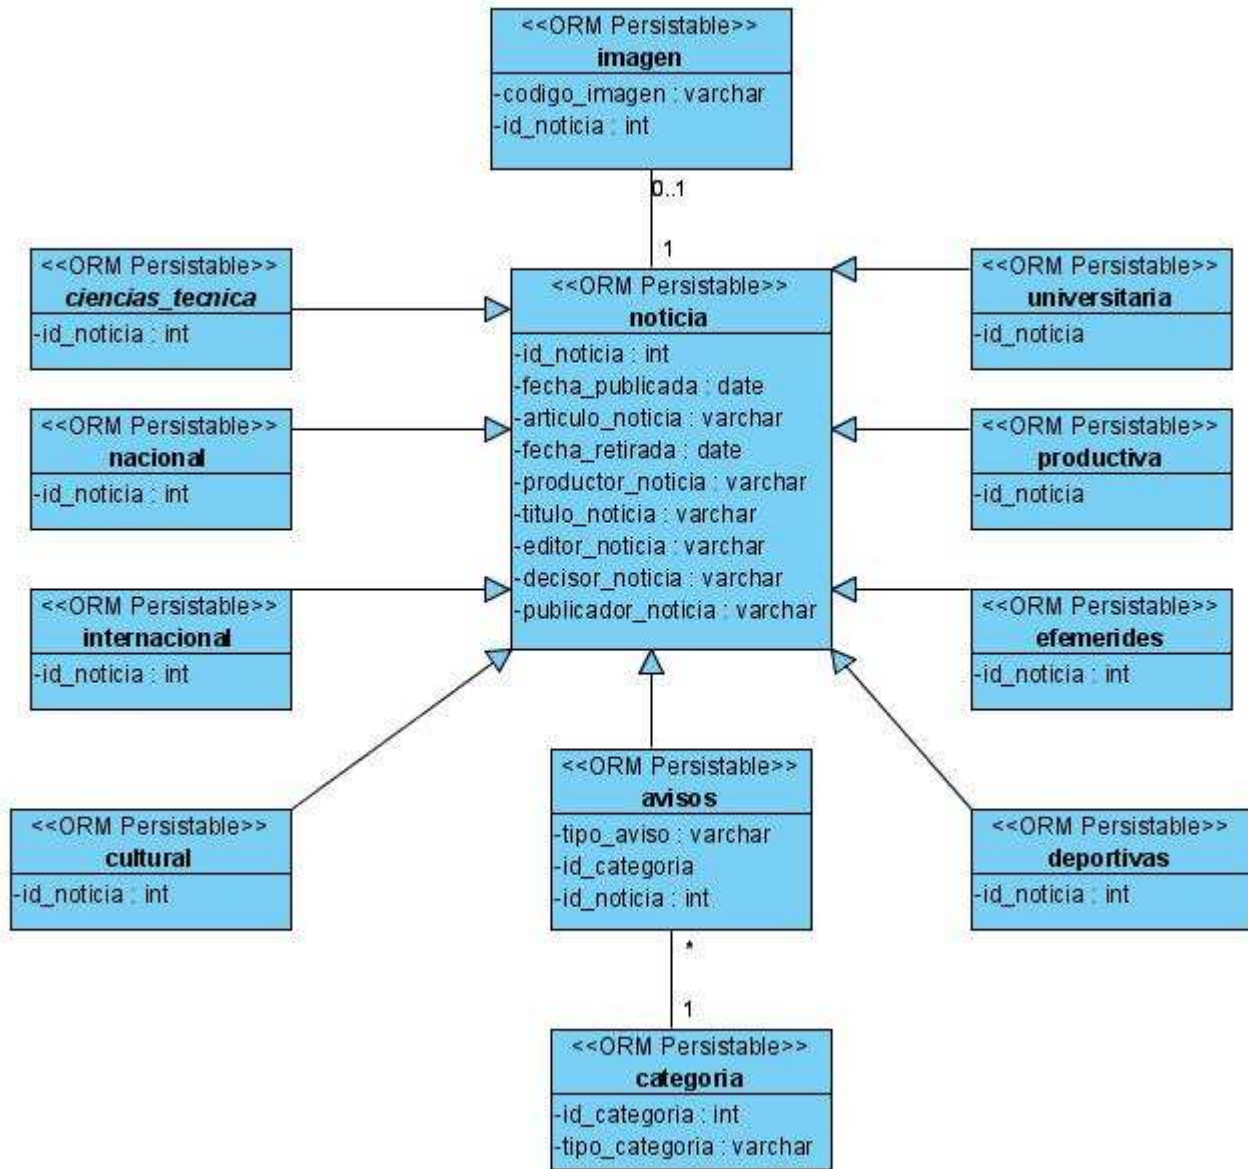 <<ORM Persistable>>
imagen
-codigo_imagen : varchar
-id_noticia : int
0..1
1
<<ORM Persistable>>
ciencias_tecnica
-id_noticia : int
<<ORM Persistable>>
nacional
-id_noticia : int
<<ORM Persistable>>
internacional
-id_noticia : int
<<ORM Persistable>>
cultural
-id_noticia : int
<<ORM Persistable>>
noticia
-id_noticia : int
-fecha_publicada : date
-articulo_noticia : varchar
-fecha_retirada : date
-productor_noticia : varchar
-titulo_noticia : varchar
-editor_noticia : varchar
-decisor_noticia : varchar
-publicador_noticia : varchar
<<ORM Persistable>>
avisos
-tipo_aviso : varchar
-id_categoria
-id_noticia : int
*
1
<<ORM Persistable>>
categoria
-id_categoria : int
-tipo_categoria : varchar
<<ORM Persistable>>
universitaria
-id_noticia
<<ORM Persistable>>
productiva
-id_noticia
<<ORM Persistable>>
efemerides
-id_noticia : int
<<ORM Persistable>>
deportivas
-id_noticia : int